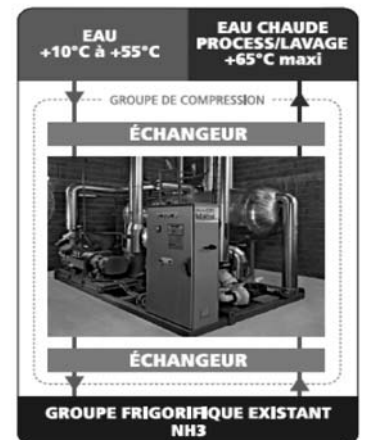 EAU
+10°C à +55°C
EAU CHAUDE
PROCESS/LAVAGE
+65°C maxi
GROUPE DE COMPRESSION
ÉCHANGEUR
ÉCHANGEUR
GROUPE FRIGORIFIQUE EXISTANT
NH3